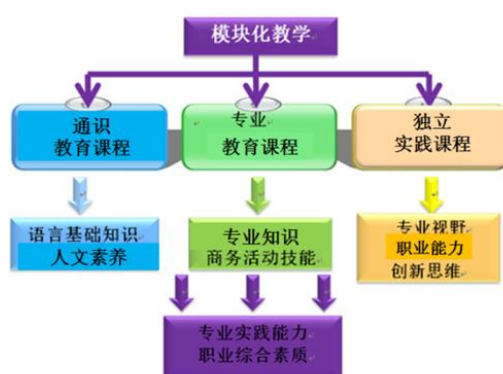 模块化教学
通识
教育课程
专业
教育课程
独立
实践课程
语言基础知识
人文素养
专业知识
商务活动技能
专业视野
职业能力
创新思维
专业实践能力
职业综合素质